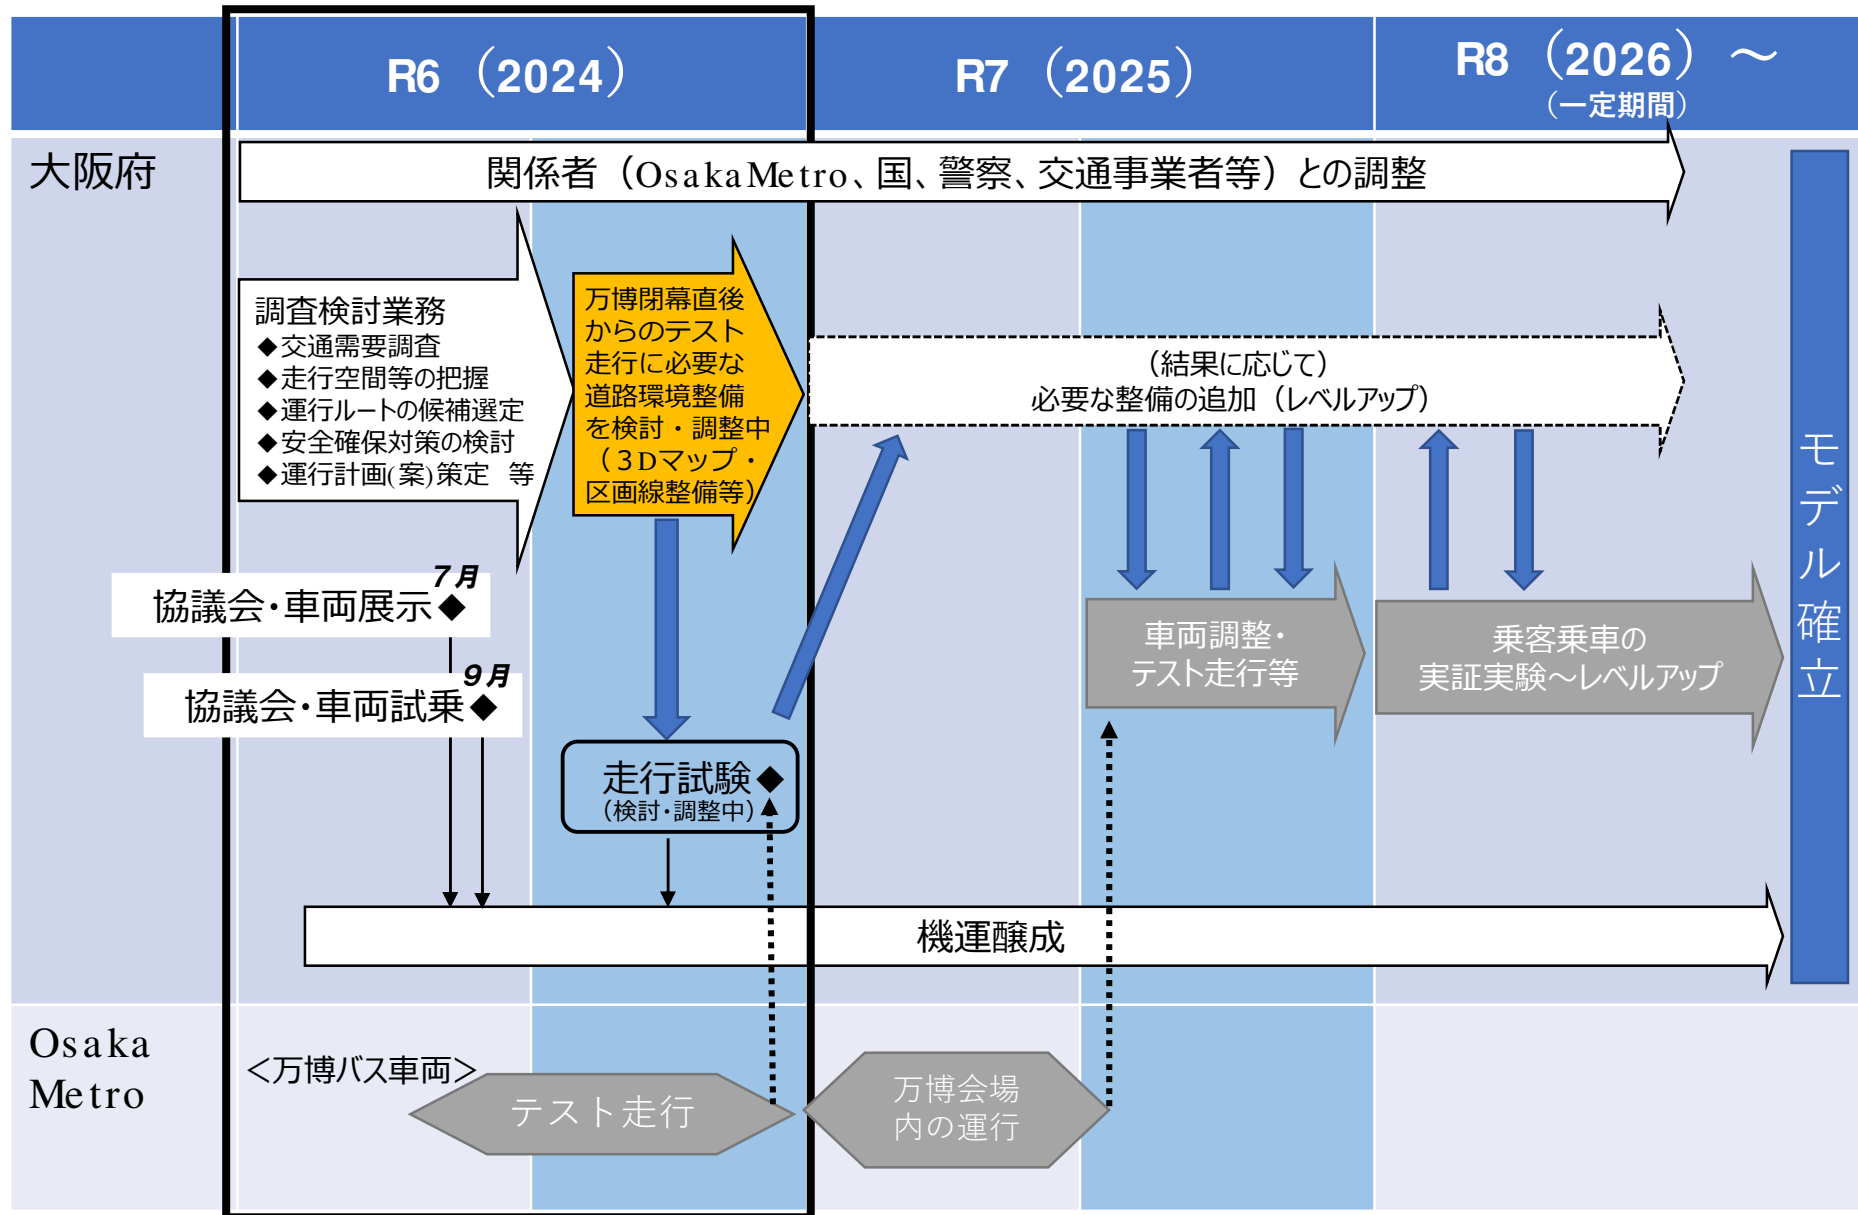 R6（2024）
R7（2025）
R8（2026）～
（一定期間）
大阪府
関係者（OsakaMetro、国、警察、交通事業者等）との調整
調査検討業務
◆交通需要調査
◆走行空間等の把握
◆運行ルートの候補選定
◆安全確保対策の検討
◆運行計画(案)策定　等
万博閉幕直後
からのテスト
走行に必要な
道路環境整備
を検討・調整中
（３Dマップ・
区画線整備等）
（結果に応じて）
必要な整備の追加（レベルアップ）
モデル確立
7月
協議会・車両展示◆
9月
協議会・車両試乗◆
車両調整・
テスト走行等
乗客乗車の
実証実験～レベルアップ
走行試験◆
（検討・調整中）
機運醸成
Osaka
Metro
＜万博バス車両＞
テスト走行
万博会場
内の運行